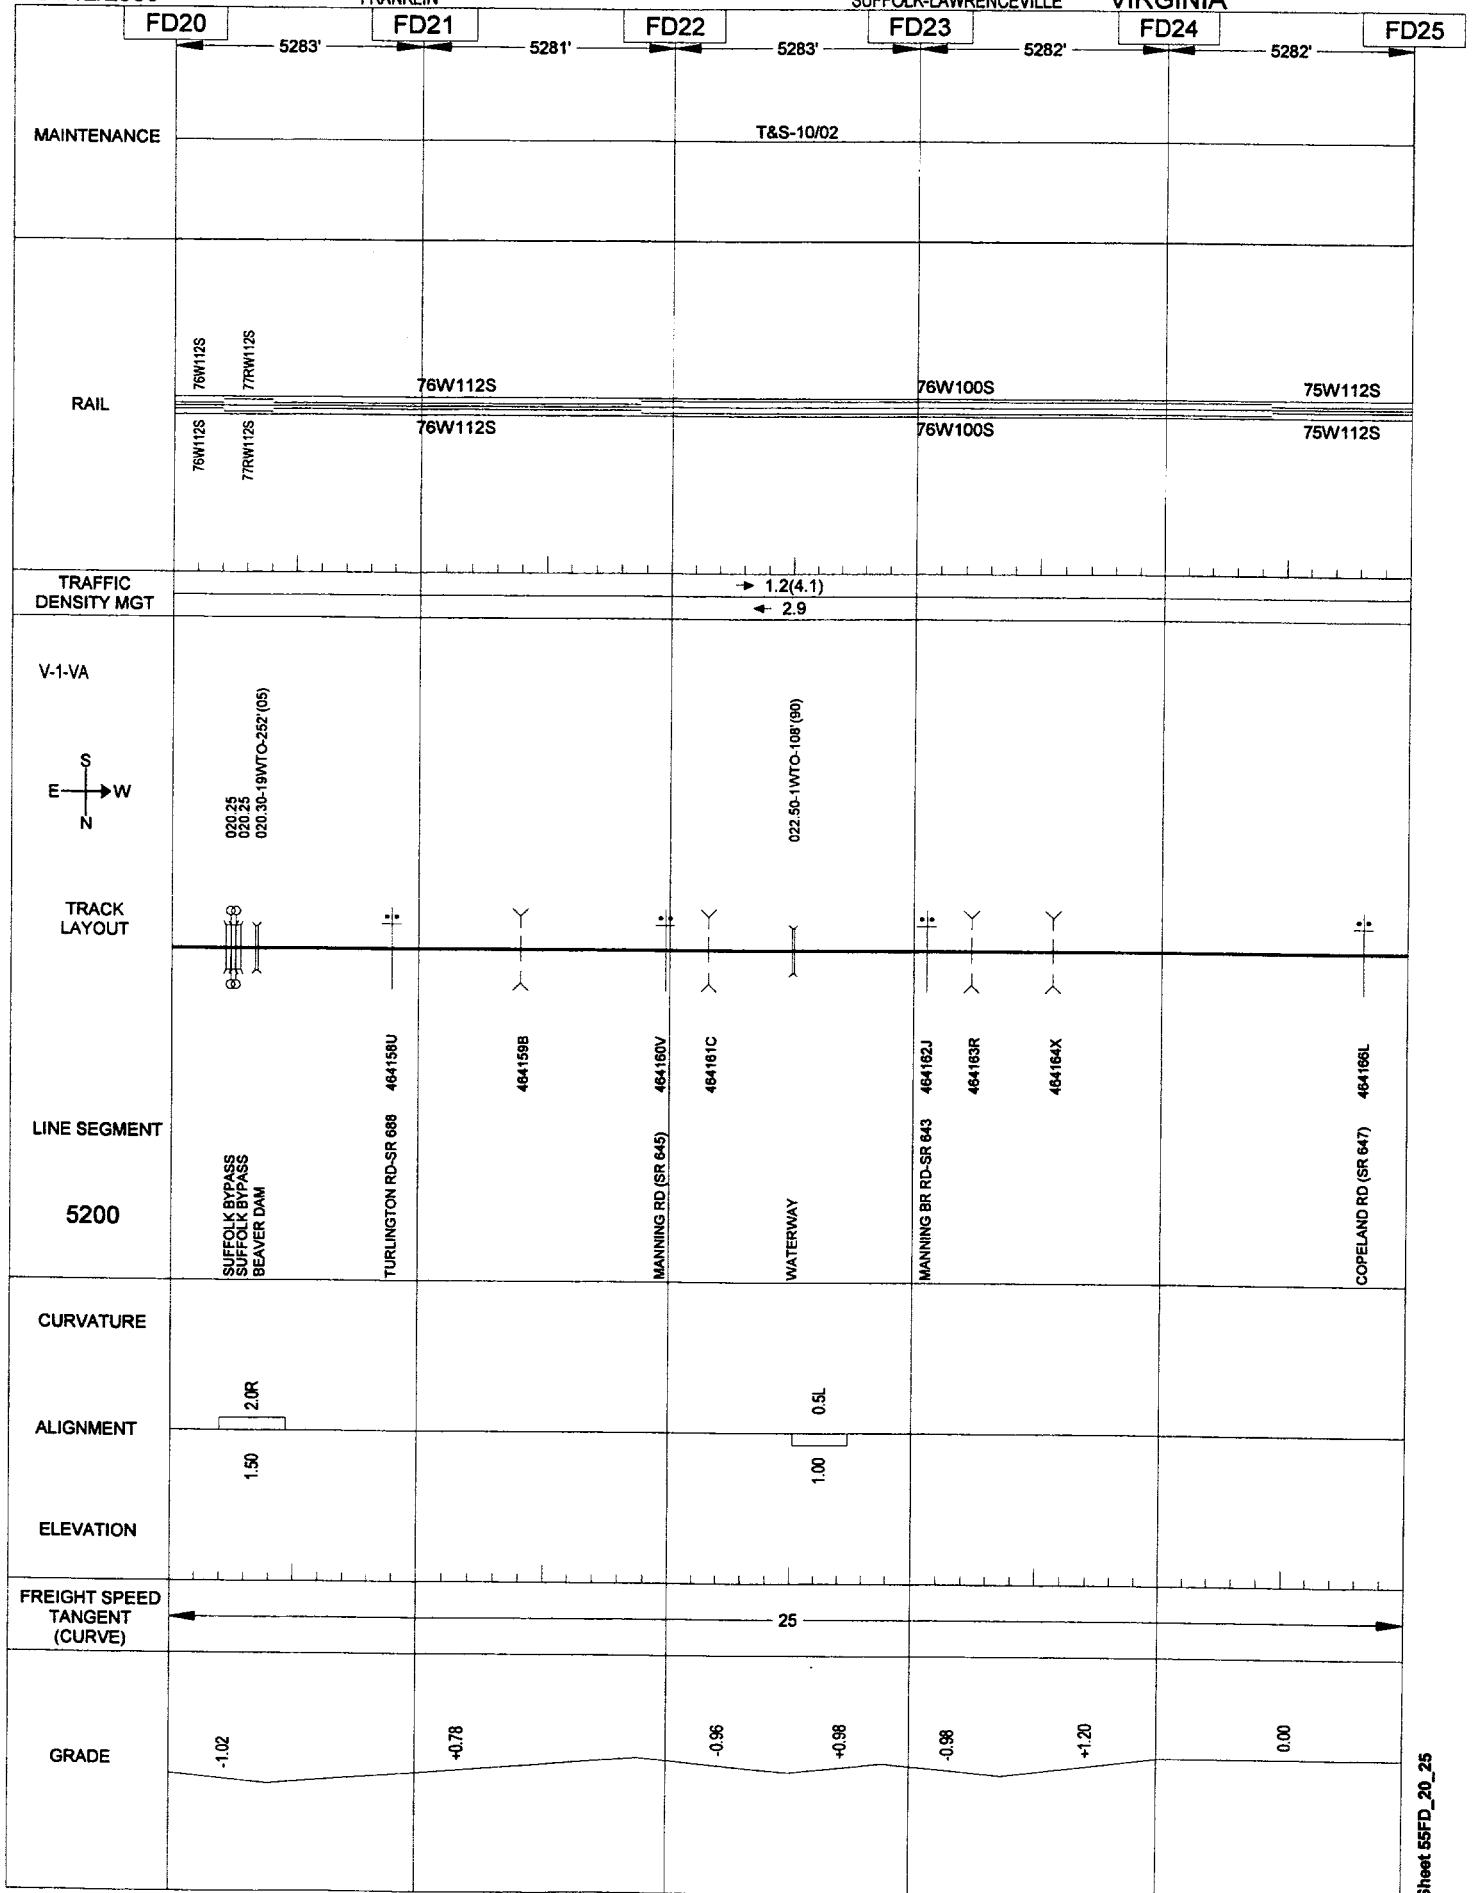 FRANKLIN
SUFFOLK-LAWRENCEVILLE VIRGINIA
FD20 FD21 FD22 FD23 FD24 FD25
5283' 5281' 5283' 5282' 5282'
MAINTENANCE
T&S-10/02
RAIL
76W112S
77RW112S
76W112S
76W100S
75W112S
76W112S
77RW112S
76W112S
76W100S
75W112S
TRAFFIC
DENSITY MGT
→ 1.2(4.1)
← 2.9
V-1-VA
S
E W
N
020.25
020.25
020.30-19WTO-252'(05)
022.50-1WTO-108'(90)
TRACK
LAYOUT
LINE SEGMENT
5200
SUFFOLK BYPASS
SUFFOLK BYPASS
BEAVER DAM
TURLINGTON RD-SR 688 464158U
464159B
MANNING RD (SR 645) 464160V
464161C
WATERWAY
MANNING BR RD-SR 643 464162J
464163R
464164X
COPELAND RD (SR 647) 464166L
CURVATURE
ALIGNMENT
2.0R
1.50
0.5L
1.00
ELEVATION
FREIGHT SPEED
TANGENT
(CURVE)
25
GRADE
-1.02
+0.78
-0.96
+0.98
-0.98
+1.20
0.00
Sheet 55FD_20_25